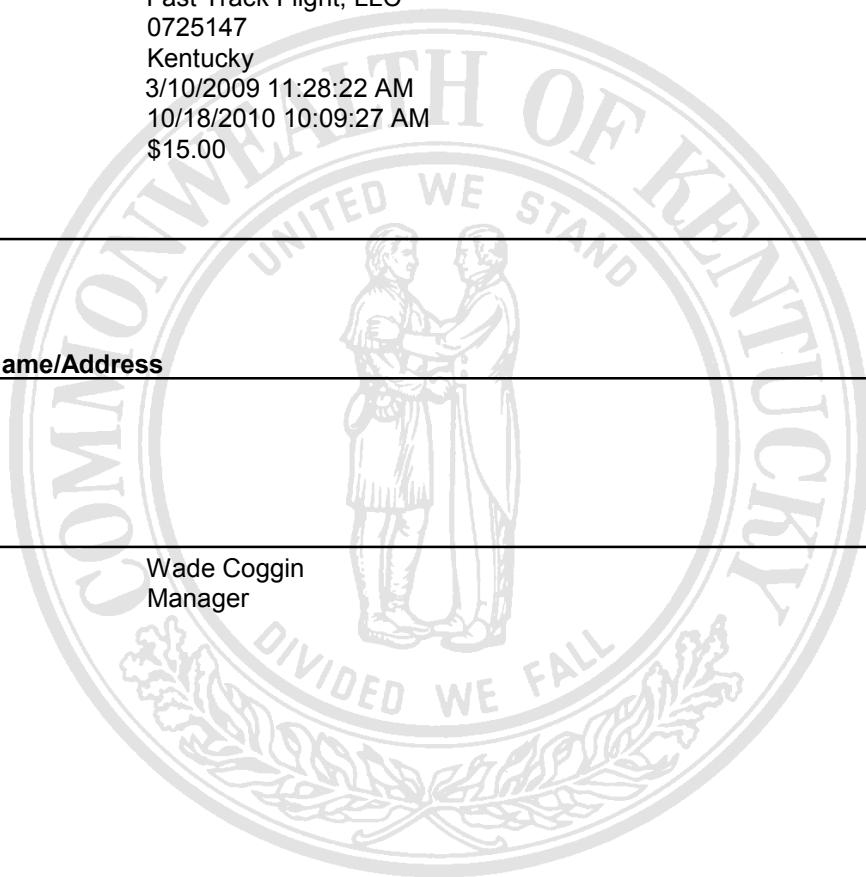 Fast Track Flight, LLC
0725147
Kentucky
3/10/2009 11:28:22 AM
10/18/2010 10:09:27 AM
$15.00
COMMONWEALTH OF KENTUCKY
UNITED WE STAND
ame/Address
Wade Coggin
Manager
DIVIDED WE FALL